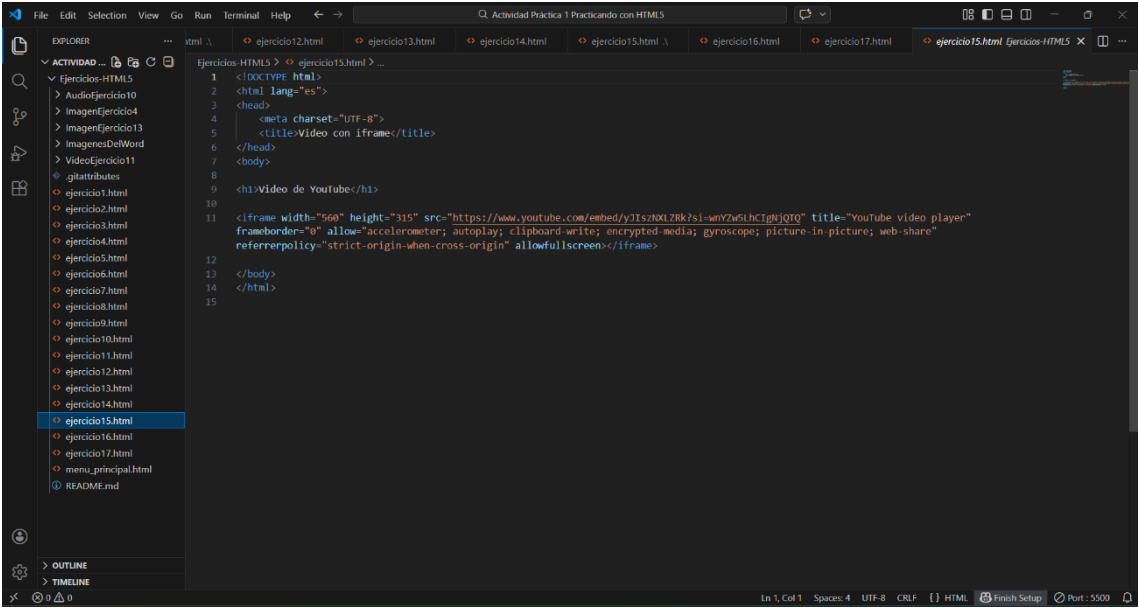 File Edit Selection View Go Run Terminal Help
Actividad Práctica 1 Practicando con HTML5
EXPLORER
ACTIVIDAD ...
Ejercicios-HTML5
AudioEjercicio10
ImagenEjercicio4
ImagenEjercicio13
ImagenesDelWord
VideoEjercicio11
.gitattributes
ejercicio1.html
ejercicio2.html
ejercicio3.html
ejercicio4.html
ejercicio5.html
ejercicio6.html
ejercicio7.html
ejercicio8.html
ejercicio9.html
ejercicio10.html
ejercicio11.html
ejercicio12.html
ejercicio13.html
ejercicio14.html
ejercicio15.html
ejercicio16.html
ejercicio17.html
menu_principal.html
README.md
OUTLINE
TIMELINE
html .\ ejercicio12.html ejercicio13.html ejercicio14.html ejercicio15.html .\ ejercicio16.html ejercicio17.html ejercicio15.html Ejercicios-HTML5
Ejercicios-HTML5 > ejercicio15.html > ...
1 <!DOCTYPE html>
2 <html lang="es">
3 <head>
4 <meta charset="UTF-8">
5 <title>Video con iframe</title>
6 </head>
7 <body>
8
9 <h1>Video de YouTube</h1>
10
11 <iframe width="560" height="315" src="https://www.youtube.com/embed/yJIszNXLZRk?si=wnYZw5LhCIgNjQTQ" title="YouTube video player"
frameborder="0" allow="accelerometer; autoplay; clipboard-write; encrypted-media; gyroscope; picture-in-picture; web-share"
referrerpolicy="strict-origin-when-cross-origin" allowfullscreen></iframe>
12
13 </body>
14 </html>
15
0 0 Ln 1, Col 1 Spaces: 4 UTF-8 CRLF {} HTML Finish Setup Port : 5500